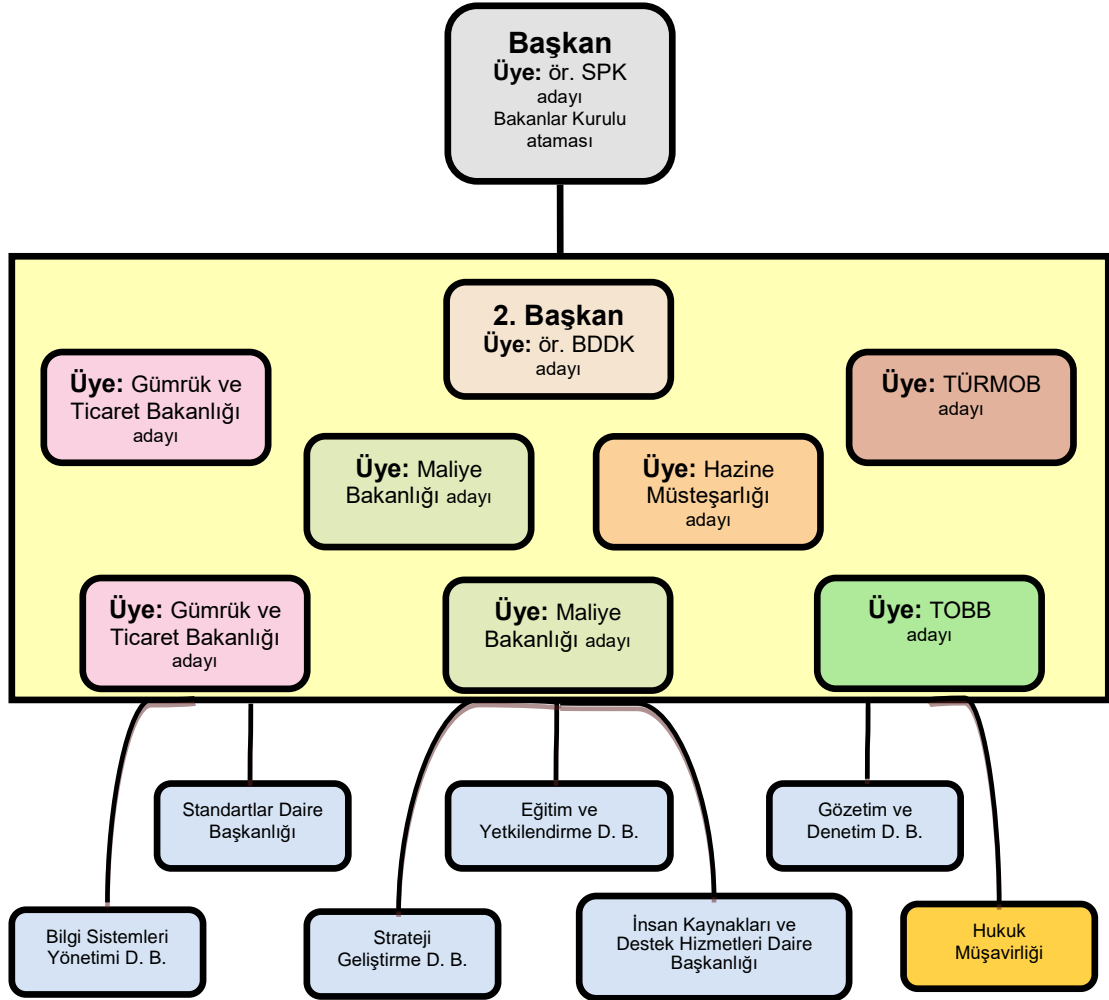 Başkan
Üye: ör. SPK
adayı
Bakanlar Kurulu
ataması
2. Başkan
Üye: ör. BDDK
adayı
Üye: Gümrük ve
Ticaret Bakanlığı
adayı
Üye: TÜRMOB
adayı
Üye: Maliye
Bakanlığı adayı
Üye: Hazine
Müsteşarlığı
adayı
Üye: Gümrük ve
Ticaret Bakanlığı
adayı
Üye: Maliye
Bakanlığı adayı
Üye: TOBB
adayı
Standartlar Daire
Başkanlığı
Eğitim ve
Yetkilendirme D. B.
Gözetim ve
Denetim D. B.
Bilgi Sistemleri
Yönetimi D. B.
Strateji
Geliştirme D. B.
İnsan Kaynakları ve
Destek Hizmetleri Daire
Başkanlığı
Hukuk
Müşavirliği